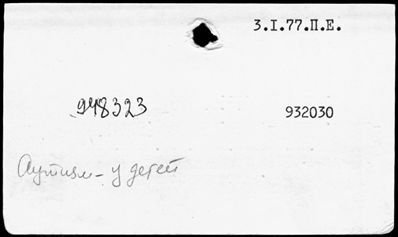 3.I.77.П.Е.
948323 932030
Аутизм - у детей